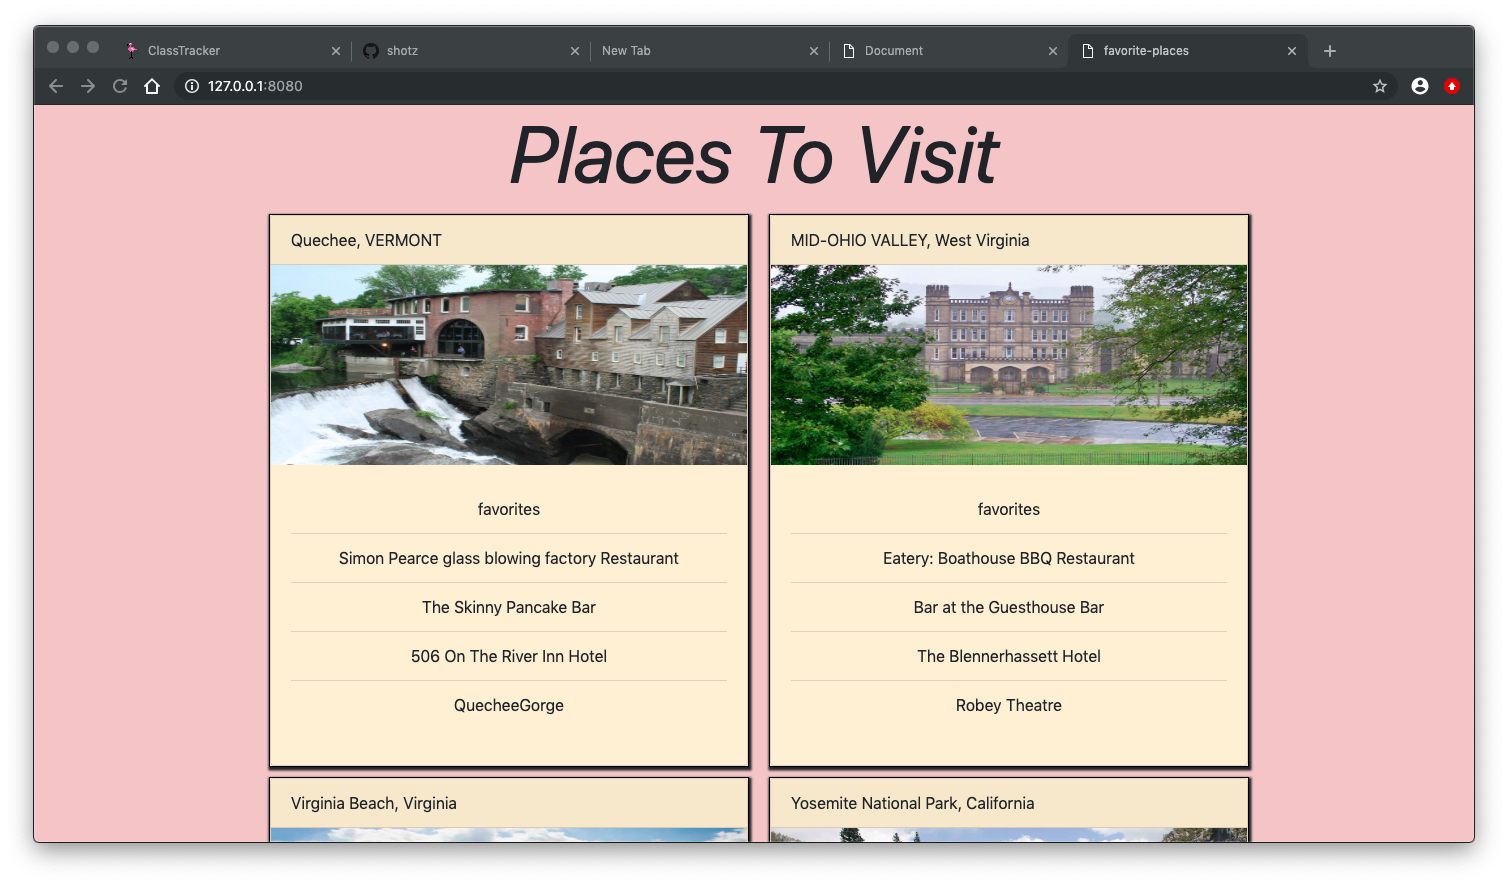 ClassTracker
shotz
New Tab
Document
favorite-places
127.0.0.1:8080
Places To Visit
Quechee, VERMONT
favorites
Simon Pearce glass blowing factory Restaurant
The Skinny Pancake Bar
506 On The River Inn Hotel
QuecheeGorge
MID-OHIO VALLEY, West Virginia
favorites
Eatery: Boathouse BBQ Restaurant
Bar at the Guesthouse Bar
The Blennerhassett Hotel
Robey Theatre
Virginia Beach, Virginia
Yosemite National Park, California